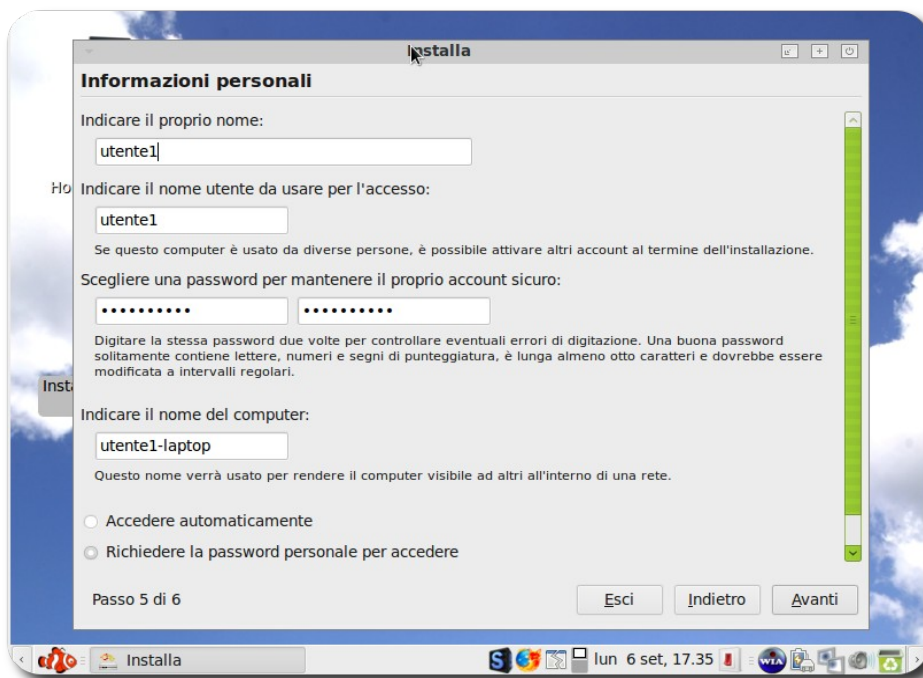 Installa
Informazioni personali
Indicare il proprio nome:
utente1
Ho
Indicare il nome utente da usare per l'accesso:
utente1
Se questo computer è usato da diverse persone, è possibile attivare altri account al termine dell'installazione.
Scegliere una password per mantenere il proprio account sicuro:
•••••••••• ••••••••••
Digitare la stessa password due volte per controllare eventuali errori di digitazione. Una buona password
solitamente contiene lettere, numeri e segni di punteggiatura, è lunga almeno otto caratteri e dovrebbe essere
modificata a intervalli regolari.
Insta
Indicare il nome del computer:
utente1-laptop
Questo nome verrà usato per rendere il computer visibile ad altri all'interno di una rete.
Accedere automaticamente
Richiedere la password personale per accedere
Passo 5 di 6 Esci Indietro Avanti
Installa S lun 6 set, 17.35 WIA